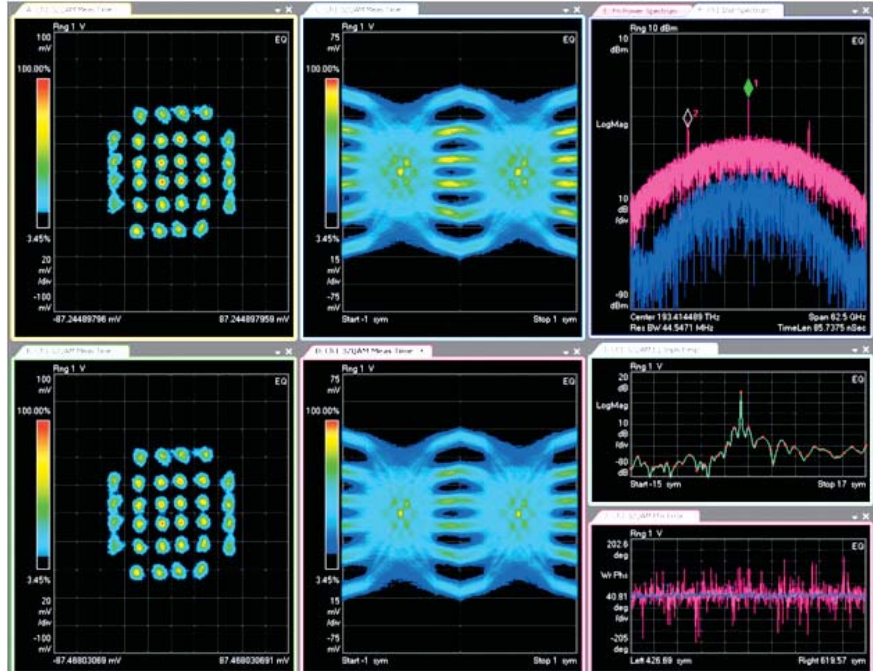 Rng 1 V
100
mV
EQ
100.00%
3.45%
20
mV
/div
-100
mV
-87.24489796 mV
87.244897959 mV
Rng 1 V
75
mV
EQ
100.00%
3.45%
15
mV
/div
-75
mV
Start -1 sym
Stop 1 sym
Rng 10 dBm
10
dBm
EQ
LogMag
1
2
10
dB
/div
-90
dBm
Center 193.414489 THz
Span 62.5 GHz
Res BW 44.5471 MHz
TimeLen 85.7375 nSec
Rng 1 V
100
mV
EQ
100.00%
3.45%
20
mV
/div
-100
mV
-87.46803069 mV
87.468030691 mV
Rng 1 V
75
mV
EQ
100.00%
3.45%
15
mV
/div
-75
mV
Start -1 sym
Stop 1 sym
Rng 1 V
20
dB
EQ
LogMag
10
dB
/div
-80
dB
Start -15 sym
Stop 17 sym
Rng 1 V
202.6
deg
EQ
Wr Phs
40.81
deg
/div
-205
deg
Left 426.69 sym
Right 619.57 sym